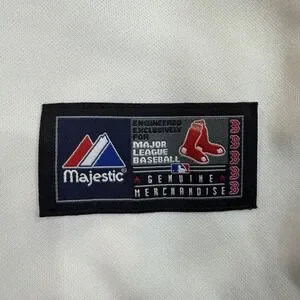 ENGINEERED
EXCLUSIVELY
FOR
MAJOR
LEAGUE
BASEBALL
Majestic®
GENUINE
MERCHANDISE